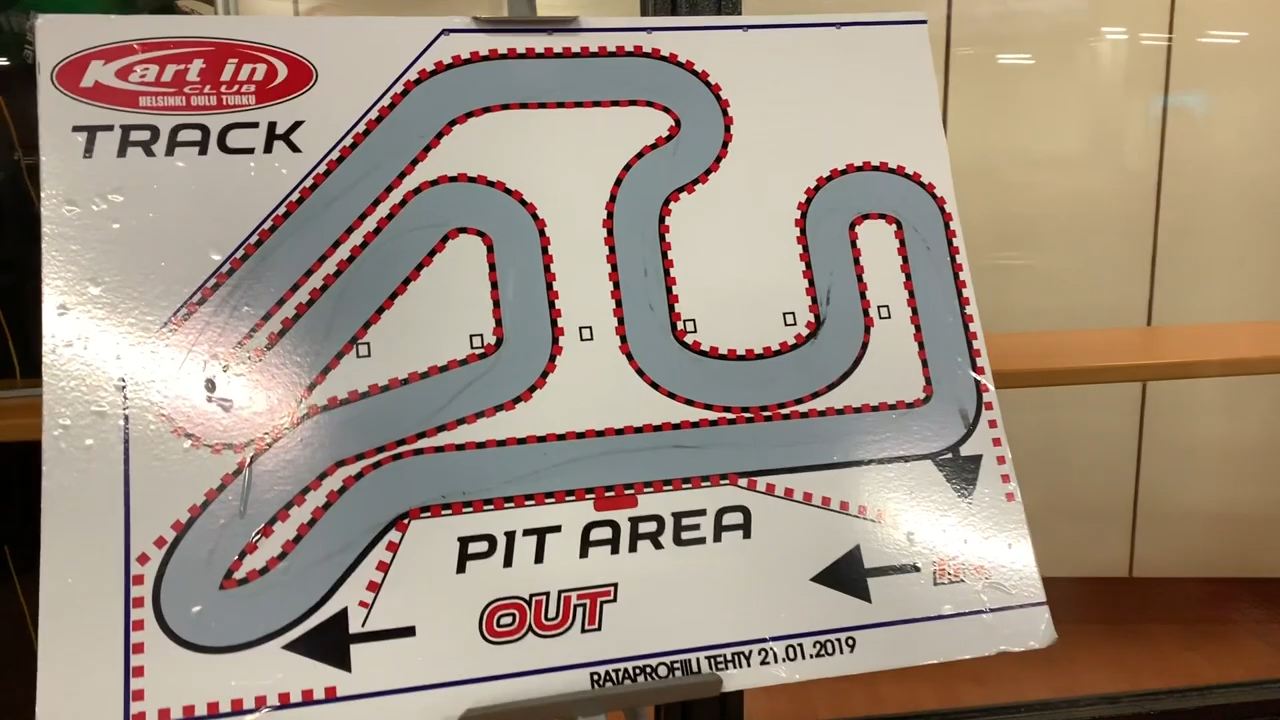 Kart in
CLUB
HELSINKI OULU TURKU
TRACK
PIT AREA
OUT
RATAPROFIILI TEHTY 21.01.2019